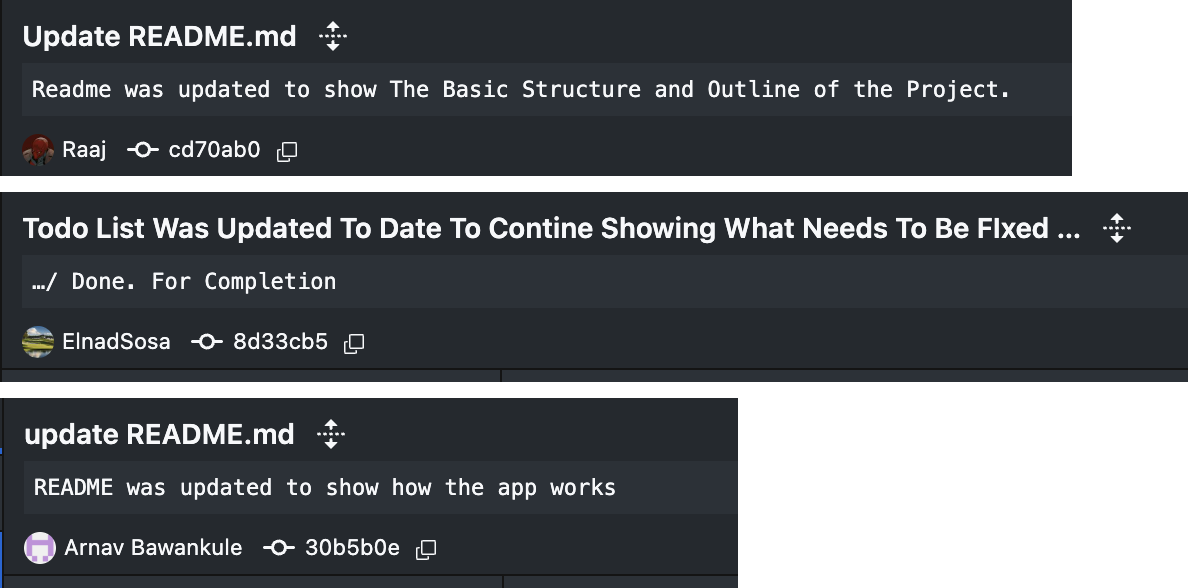 Update README.md
Readme was updated to show The Basic Structure and Outline of the Project.
Raaj cd70ab0
Todo List Was Updated To Date To Contine Showing What Needs To Be FIxed ...
…/ Done. For Completion
ElnadSosa 8d33cb5
update README.md
README was updated to show how the app works
Arnav Bawankule 30b5b0e